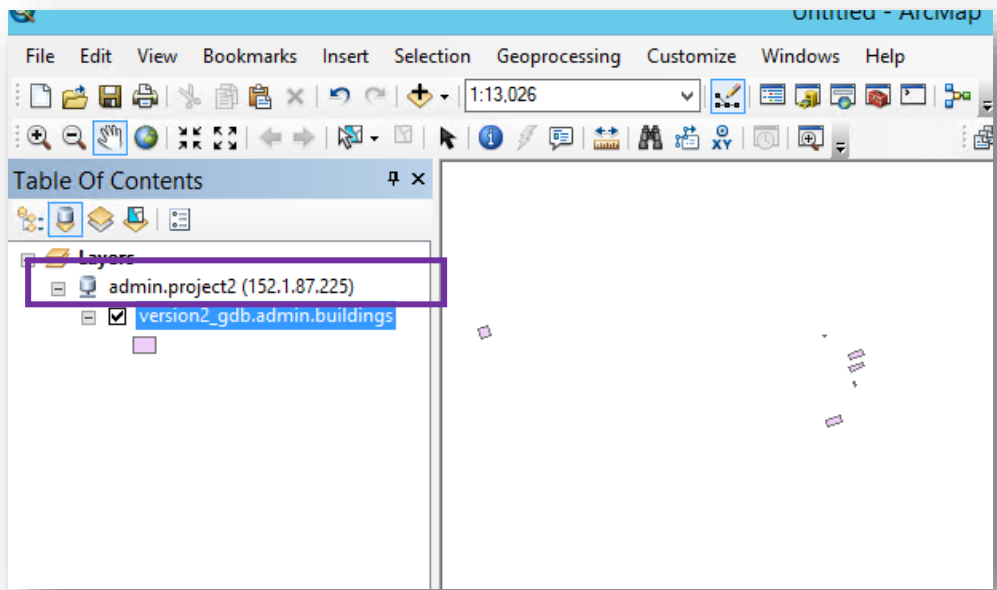 Untitled - ArcMap
File Edit View Bookmarks Insert Selection Geoprocessing Customize Windows Help
1:13,026
XY
Table Of Contents
Layers
admin.project2 (152.1.87.225)
version2_gdb.admin.buildings